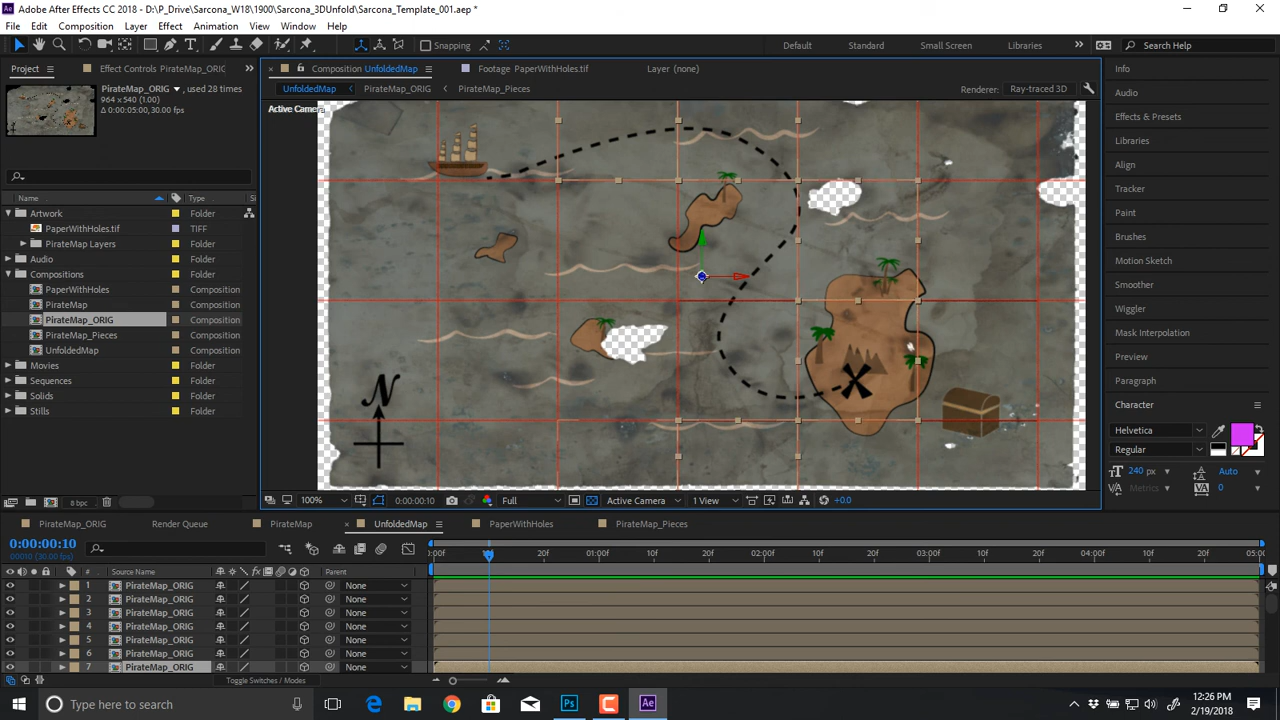 Adobe After Effects CC 2018 - D:\P_Drive\Sarcona_W18\1900\Sarcona_3DUnfold\Sarcona_Template_001.aep *
File Edit Composition Layer Effect Animation View Window Help
Snapping
Default Standard Small Screen Libraries Search Help
Project Effect Controls PirateMap_ORIG
PirateMap_ORIG , used 28 times
964 x 540 (1.00)
Δ 0:00:05:00, 30.00 fps
Name
Artwork Folder
PaperWithHoles.tif TIFF
PirateMap Layers Folder
Audio Folder
Compositions Folder
PaperWithHoles Composition
PirateMap Composition
PirateMap_ORIG Composition
PirateMap_Pieces Composition
UnfoldedMap Composition
Movies Folder
Sequences Folder
Solids Folder
Stills Folder
8 bpc
Composition UnfoldedMap Footage PaperWithHoles.tif Layer (none)
UnfoldedMap PirateMap_ORIG PirateMap_Pieces Renderer: Ray-traced 3D
Active Camera
N
100% 0:00:00:10 Full Active Camera 1 View +0.0
Info
Audio
Effects & Presets
Library
Align
Tracker
Paint
Brushes
Smoother
Wiggler
Mask Interpolation
Preview
Paragraph
Character
Helvetica
Regular
240 px Auto
Metrics 0
PirateMap_ORIG Render Queue PirateMap UnfoldedMap PaperWithHoles PirateMap_Pieces
0:00:00:10
00010 (30.00 fps)
20f 01:00f 10f 20f 02:00f 10f 20f 03:00f 10f 20f 04:00f 10f 20f
# Source Name Parent
1 PirateMap_ORIG None
2 PirateMap_ORIG None
3 PirateMap_ORIG None
4 PirateMap_ORIG None
5 PirateMap_ORIG None
6 PirateMap_ORIG None
7 PirateMap_ORIG None
Toggle Switches / Modes
Type here to search
12:26 PM
2/19/2018